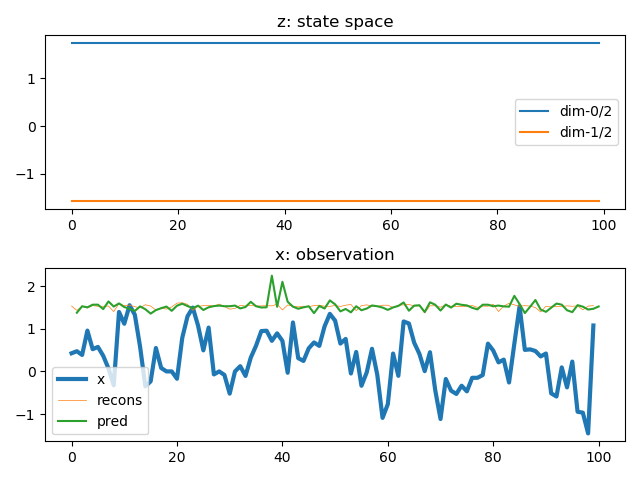 z: state space
1
0
−1
dim-0/2
dim-1/2
0 20 40 60 80 100
x: observation
2
1
0
−1
x
recons
pred
0 20 40 60 80 100